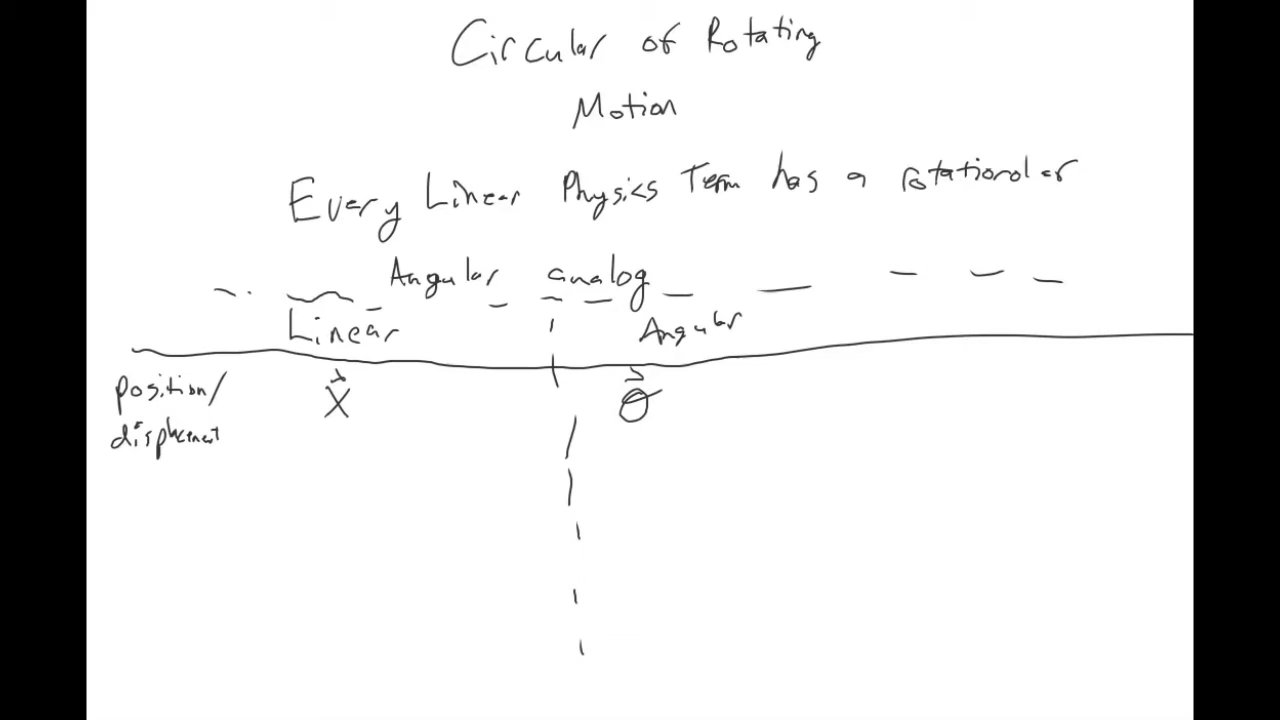 Circular of Rotating
Motion
Every Linear Physics Term has a rotational or
Angular analog
Linear Angular
position/ x⃗ θ⃗
displacement